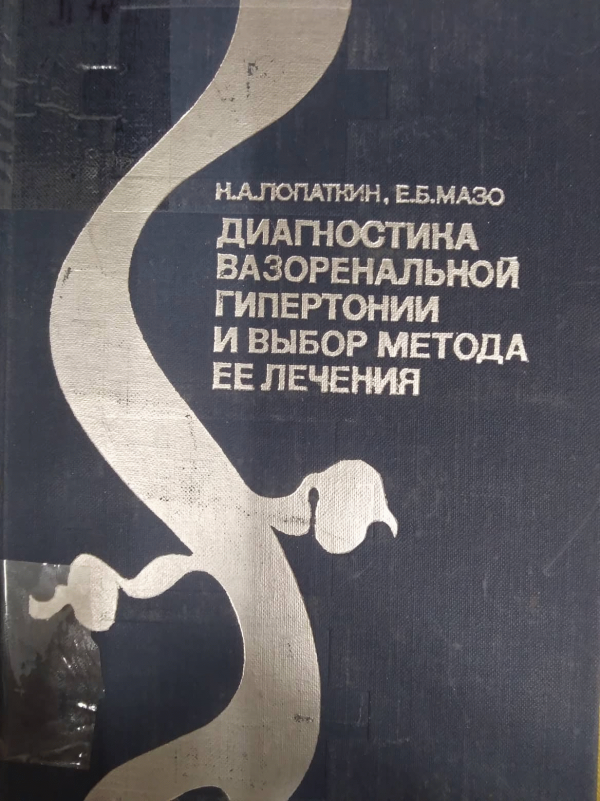 Н.А.ЛОПАТКИН, Е.Б.МАЗО
ДИАГНОСТИКА
ВАЗОРЕНАЛЬНОЙ
ГИПЕРТОНИИ
И ВЫБОР МЕТОДА
ЕЕ ЛЕЧЕНИЯ